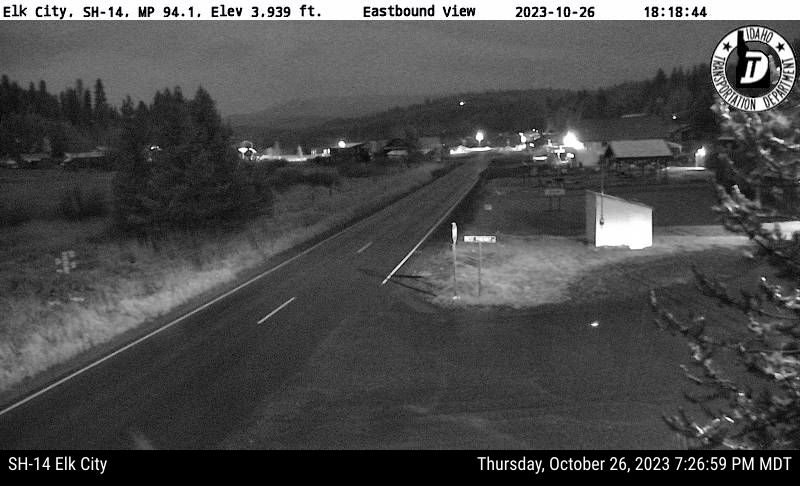 Elk City, SH-14, MP 94.1, Elev 3,939 ft. Eastbound View 2023-10-26 18:18:44
IDAHO
TRANSPORTATION DEPARTMENT
SH-14 Elk City
Thursday, October 26, 2023 7:26:59 PM MDT